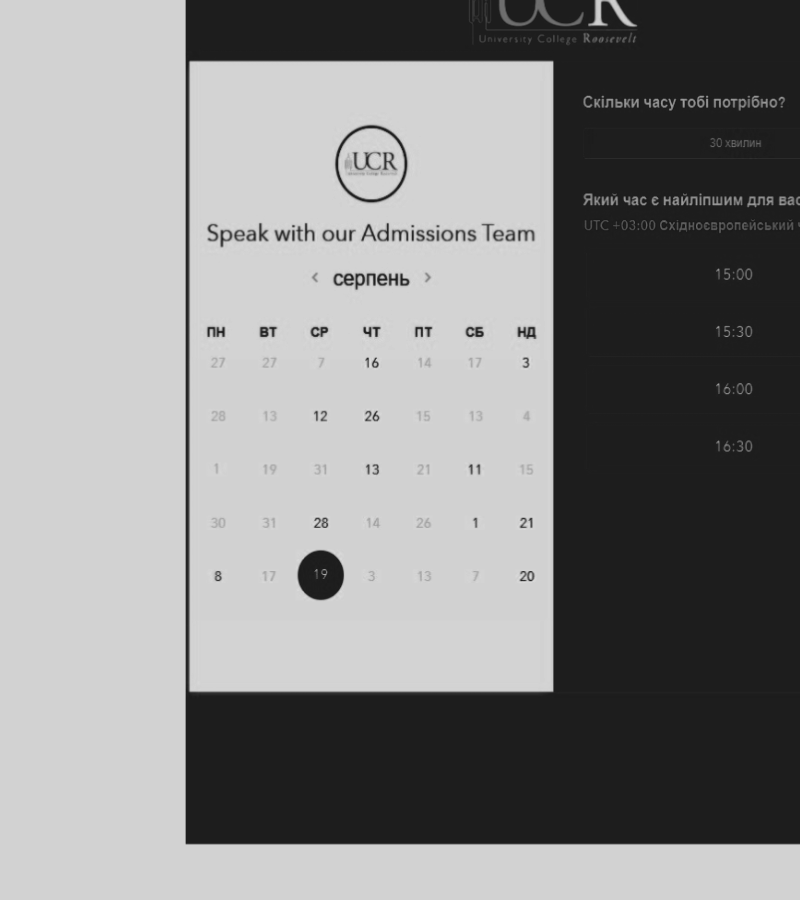 UCR
University College Roosevelt
UCR
Speak with our Admissions Team
< серпень >
ПН ВТ СР ЧТ ПТ СБ НД
27 27 7 16 14 17 3
28 13 12 26 15 13 4
1 19 31 13 21 11 15
30 31 28 14 26 1 21
8 17 19 3 13 7 20
Скільки часу тобі потрібно?
30 хвилин
Який час є найліпшим для вас
UTC +03:00 Східноєвропейський ч
15:00
15:30
16:00
16:30